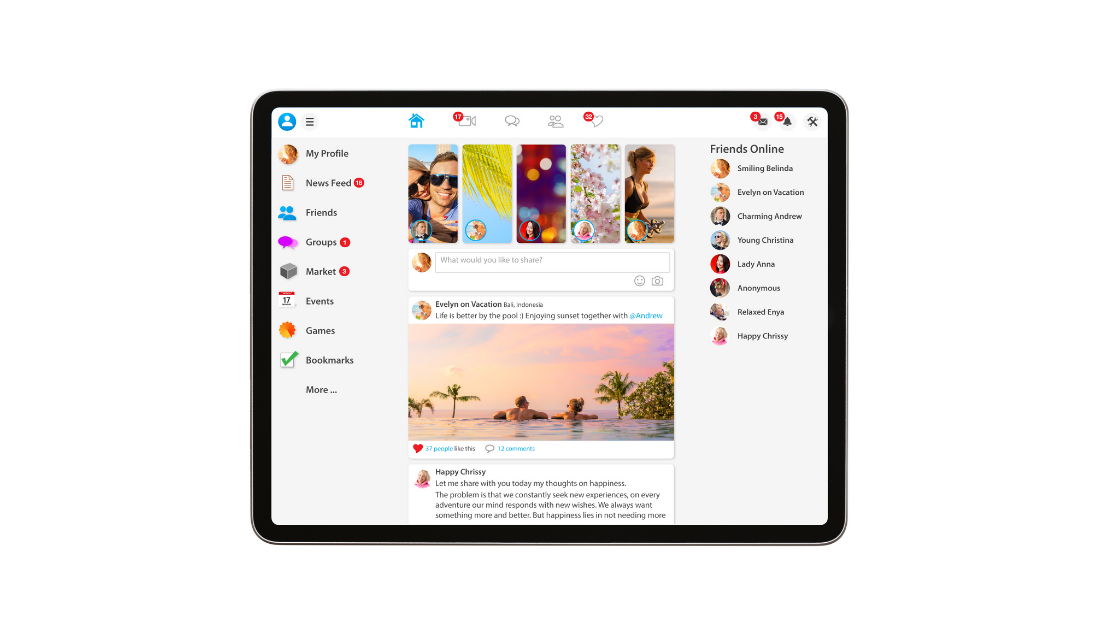 17
32
3
15
My Profile
News Feed 18
Friends
Groups 1
Market 3
17
Events
Games
Bookmarks
More ...
What would you like to share?
Evelyn on Vacation Bali, Indonesia
Life is better by the pool :) Enjoying sunset together with @Andrew
37 people like this
12 comments
Happy Chrissy
Let me share with you today my thoughts on happiness.
The problem is that we constantly seek new experiences, on every
adventure our mind responds with new wishes. We always want
something more and better. But happiness lies in not needing more
Friends Online
Smiling Belinda
Evelyn on Vacation
Charming Andrew
Young Christina
Lady Anna
Anonymous
Relaxed Enya
Happy Chrissy